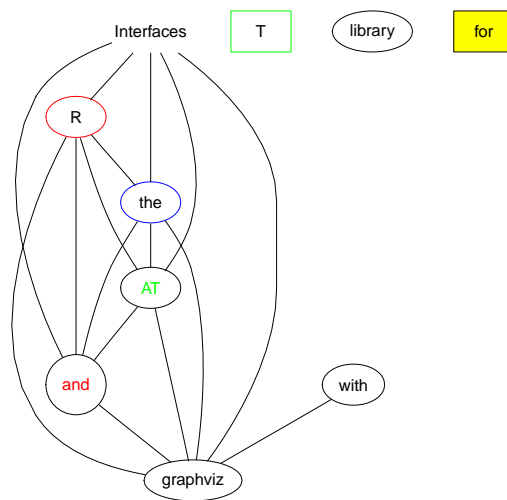 Interfaces
T
library
for
R
the
AT
and
with
graphviz